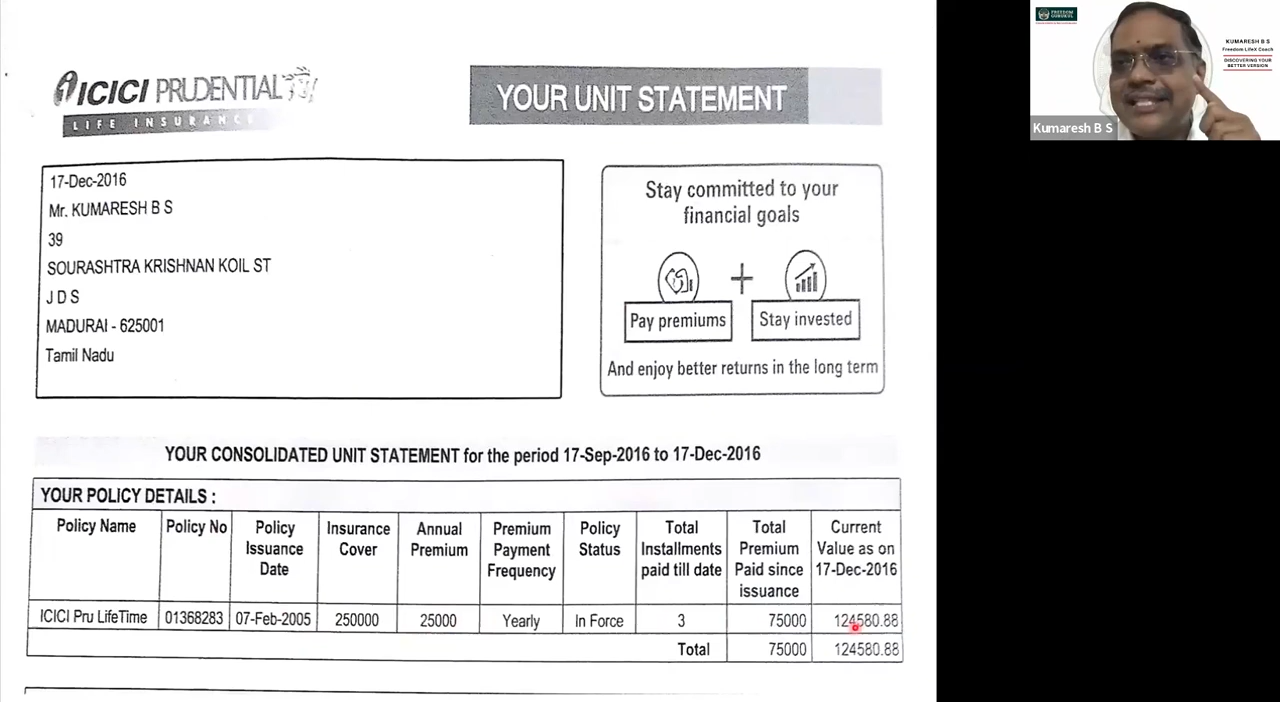 ICICI PRUDENTIAL
LIFE INSURANCE
YOUR UNIT STATEMENT
17-Dec-2016
Mr. KUMARESH B S
39
SOURASHTRA KRISHNAN KOIL ST
J D S
MADURAI - 625001
Tamil Nadu
Stay committed to your
financial goals
+
Pay premiums
Stay invested
And enjoy better returns in the long term
YOUR CONSOLIDATED UNIT STATEMENT for the period 17-Sep-2016 to 17-Dec-2016
YOUR POLICY DETAILS :
Policy Name Policy No Policy Issuance Date Insurance Cover Annual Premium Premium Payment Frequency Policy Status Total Installments paid till date Total Premium Paid since issuance Current Value as on 17-Dec-2016
ICICI Pru LifeTime 01368283 07-Feb-2005 250000 25000 Yearly In Force 3 75000 124580.88
Total 75000 124580.88
FREEDOM
GURUKUL
KUMARESH B S
Freedom LifeX Coach
DISCOVERING YOUR
BETTER VERSION
Kumaresh B S